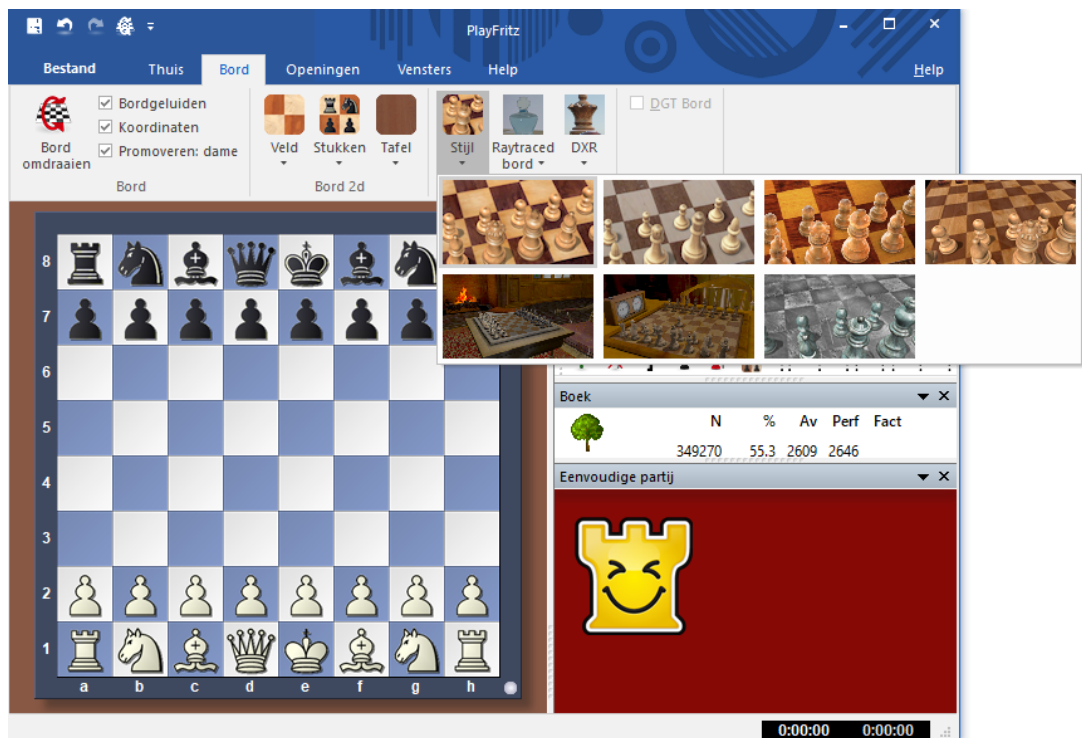 PlayFritz
Bestand Thuis Bord Openingen Vensters Help Help
Bordgeluiden
Koordinaten
Promoveren: dame
Bord
omdraaien
Bord
Veld Stukken Tafel
Bord 2d
Stijl Raytraced
bord DXR
DGT Bord
8
7
6
5
4
3
2
1
a b c d e f g h
Boek
N % Av Perf Fact
349270 55.3 2609 2646
Eenvoudige partij
0:00:00 0:00:00